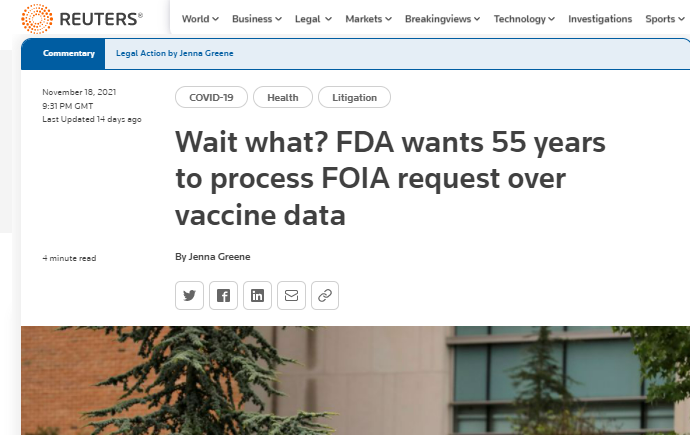 REUTERS®
World Business Legal Markets Breakingviews Technology Investigations Sports
Commentary Legal Action by Jenna Greene
November 18, 2021
9:31 PM GMT
Last Updated 14 days ago
COVID-19 Health Litigation
Wait what? FDA wants 55 years
to process FOIA request over
vaccine data
4 minute read
By Jenna Greene